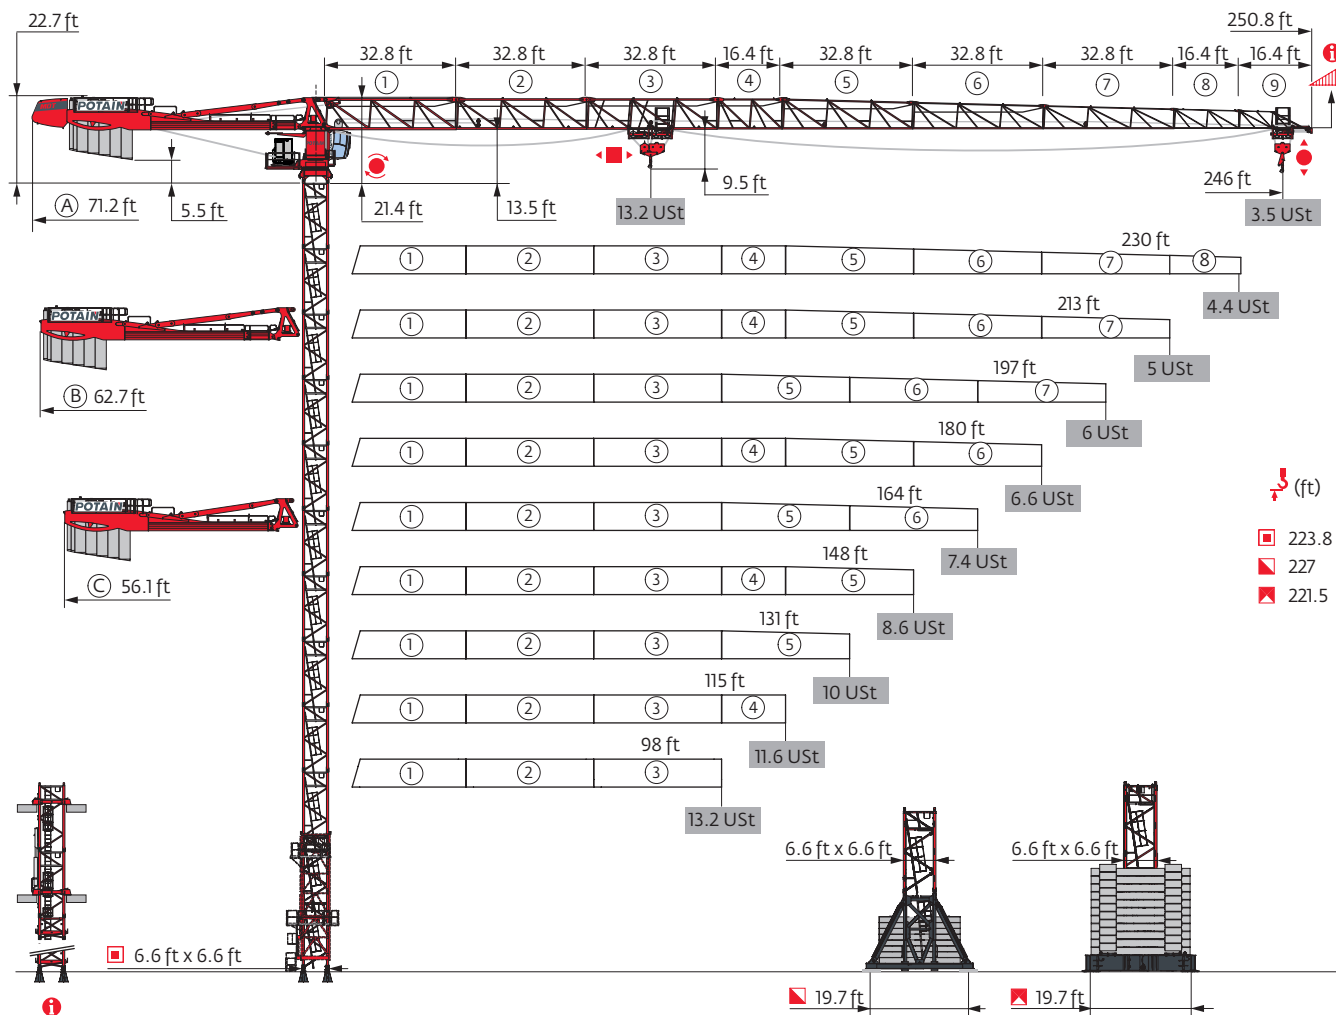 22.7 ft
250.8 ft
32.8 ft 32.8 ft 32.8 ft 16.4 ft 32.8 ft 32.8 ft 32.8 ft 16.4 ft 16.4 ft
1 2 3 4 5 6 7 8 9
i
POTAIN
A 71.2 ft
5.5 ft
21.4 ft
13.5 ft
9.5 ft
13.2 USt
246 ft
3.5 USt
230 ft
1 2 3 4 5 6 7 8
4.4 USt
213 ft
1 2 3 4 5 6 7
5 USt
POTAIN
B 62.7 ft
197 ft
1 2 3 5 6 7
6 USt
180 ft
1 2 3 4 5 6
6.6 USt
(ft)
223.8
227
221.5
164 ft
1 2 3 5 6
7.4 USt
POTAIN
C 56.1 ft
148 ft
1 2 3 4 5
8.6 USt
131 ft
1 2 3 5
10 USt
115 ft
1 2 3 4
11.6 USt
98 ft
1 2 3
13.2 USt
6.6 ft x 6.6 ft
6.6 ft x 6.6 ft
6.6 ft x 6.6 ft
i
19.7 ft
19.7 ft